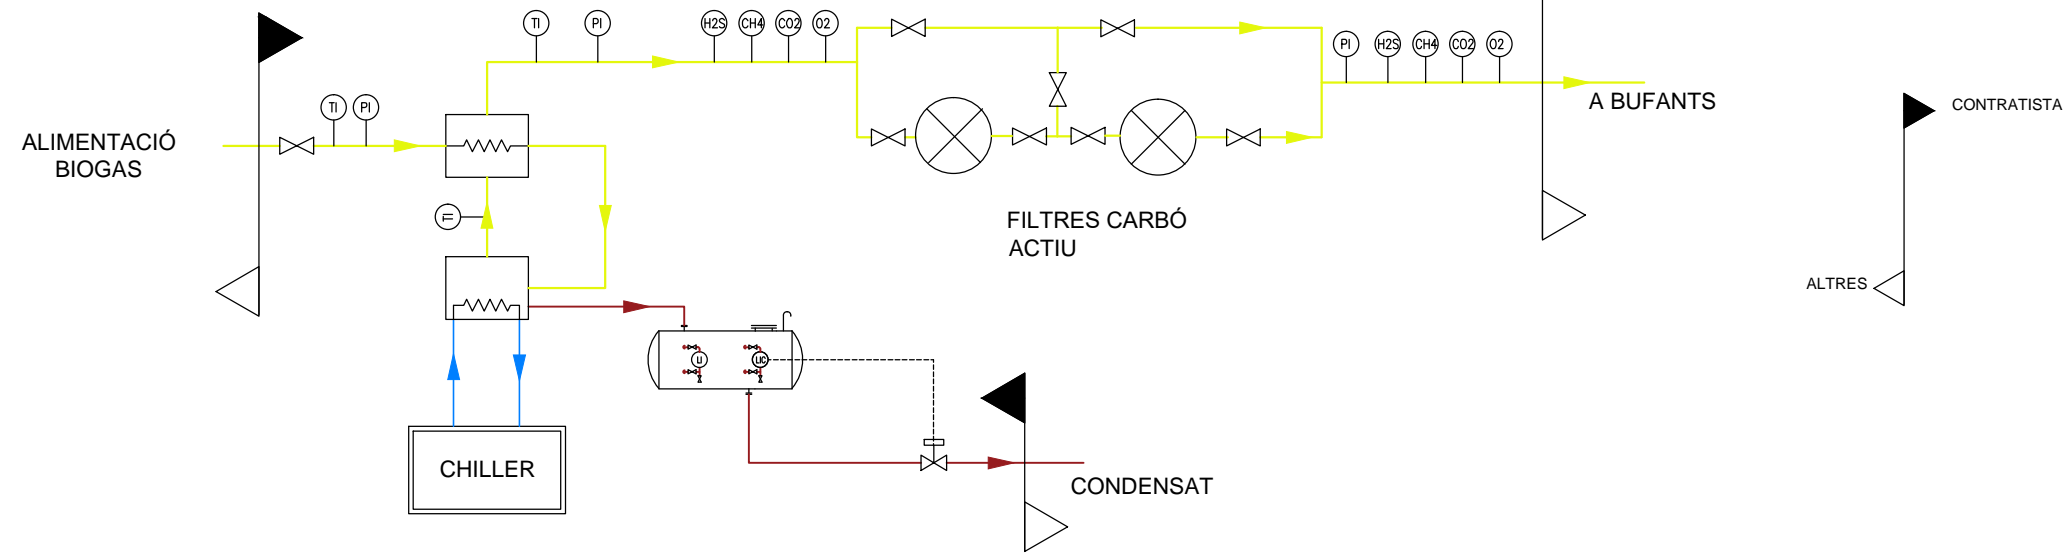 TI
PI
H2S
CH4
CO2
O2
PI
H2S
CH4
CO2
O2
TI
PI
A BUFANTS
CONTRATISTA
ALIMENTACIÓ
BIOGAS
TI
FILTRES CARBÓ
ACTIU
ALTRES
LI
LIC
CHILLER
CONDENSAT